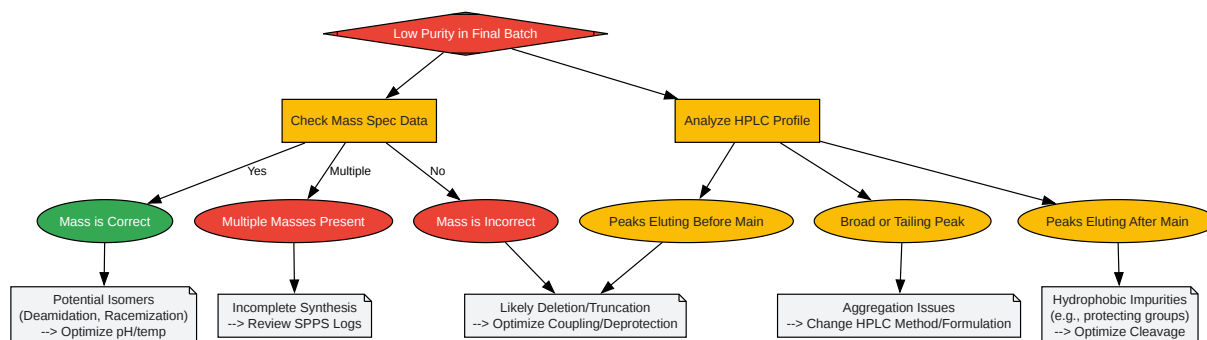 Low Purity in Final Batch
Check Mass Spec Data
Analyze HPLC Profile
Yes
Multiple
No
Mass is Correct
Multiple Masses Present
Mass is Incorrect
Peaks Eluting Before Main
Broad or Tailing Peak
Peaks Eluting After Main
Potential Isomers
(Deamidation, Racemization)
--> Optimize pH/temp
Incomplete Synthesis
--> Review SPPS Logs
Likely Deletion/Truncation
--> Optimize Coupling/Deprotection
Aggregation Issues
--> Change HPLC Method/Formulation
Hydrophobic Impurities
(e.g., protecting groups)
--> Optimize Cleavage